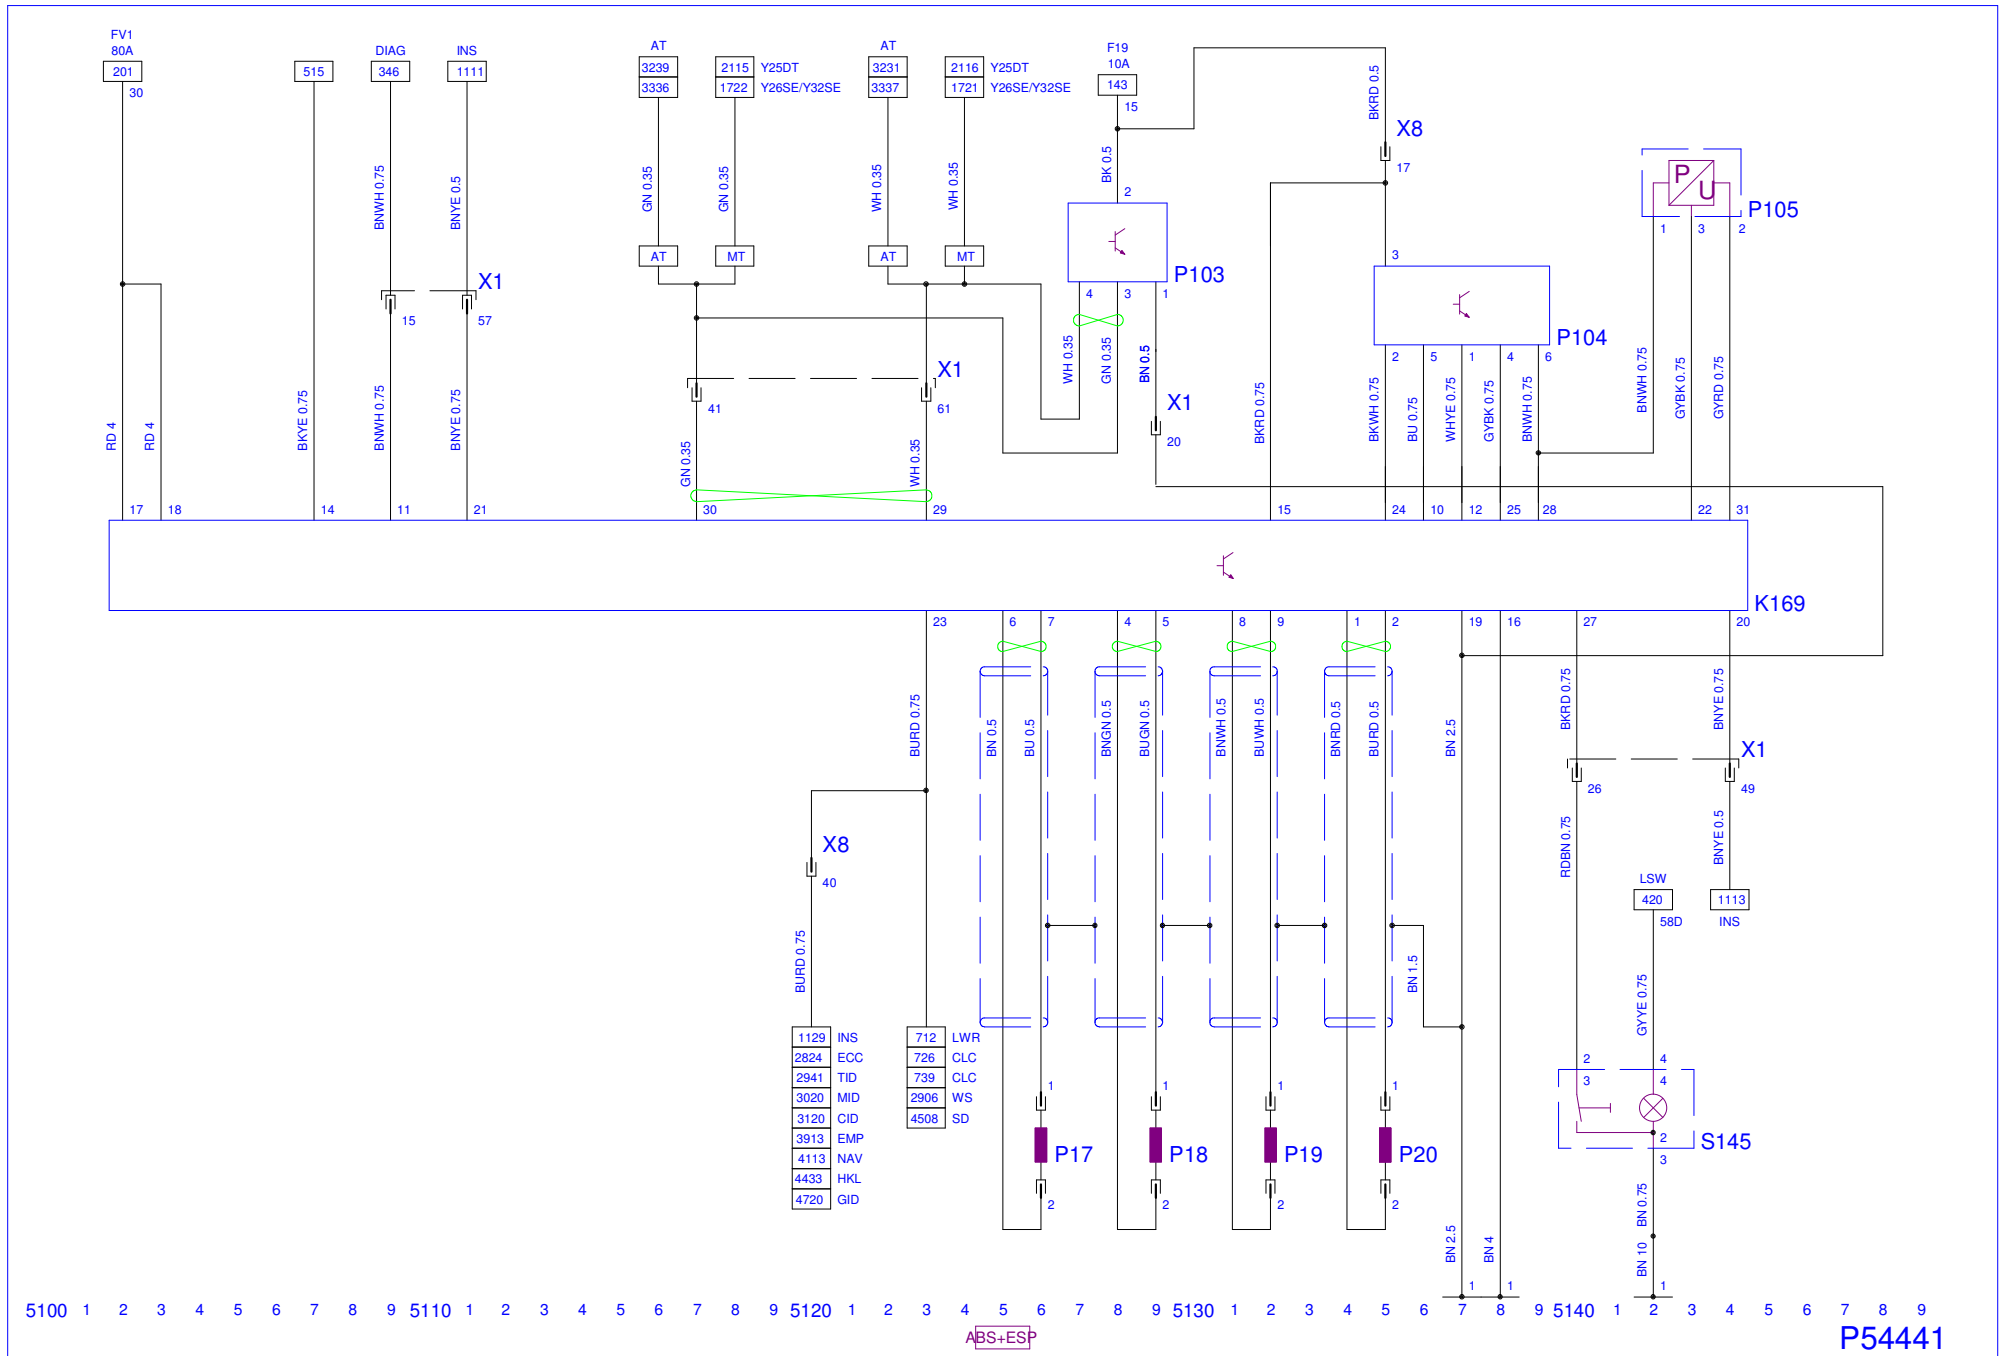 FV1
80A
201
30
515
DIAG
346
INS
1111
AT
3239
3336
2115 Y25DT
1722 Y26SE/Y32SE
AT
3231
3337
2116 Y25DT
1721 Y26SE/Y32SE
F19
10A
143
15
BKRD 0.5
X8
17
BK 0.5
2
P103
4 3 1
P U
P105
1 3 2
BNWH 0.75
BNYE 0.5
GN 0.35
GN 0.35
WH 0.35
WH 0.35
AT
MT
AT
MT
X1
15
57
3
P104
2 5 1 4 6
WH 0.35
GN 0.35
BN 0.5
X1
41
61
X1
20
RD 4
RD 4
BKYE 0.75
BNWH 0.75
BNYE 0.75
GN 0.35
WH 0.35
BKRD 0.75
BKWH 0.75
BU 0.75
WHYE 0.75
GYBK 0.75
BNWH 0.75
BNWH 0.75
GYBK 0.75
GYRD 0.75
17 18 14 11 21 30 29 15 24 10 12 25 28 22 31
K169
23 6 7 4 5 8 9 1 2 19 16 27 20
BURD 0.75
BN 0.5
BU 0.5
BNGN 0.5
BUGN 0.5
BNWH 0.5
BUWH 0.5
BNRD 0.5
BURD 0.5
BN 2.5
BKRD 0.75
BNYE 0.75
X1
26
49
RDBN 0.75
BNYE 0.5
X8
40
BURD 0.75
LSW
420
58D
1113
INS
BN 1.5
GYYE 0.75
1129 INS
2824 ECC
2941 TID
3020 MID
3120 CID
3913 EMP
4113 NAV
4433 HKL
4720 GID
712 LWR
726 CLC
739 CLC
2906 WS
4508 SD
1 1 1 1
P17 P18 P19 P20
2 2 2 2
2 4
3 4
S145
2
3
BN 2.5
BN 4
BN 0.75
BN 10
1 1 1
5100 1 2 3 4 5 6 7 8 9 5110 1 2 3 4 5 6 7 8 9 5120 1 2 3 4 5 6 7 8 9 5130 1 2 3 4 5 6 7 8 9 5140 1 2 3 4 5 6 7 8 9
ABS+ESP
P54441